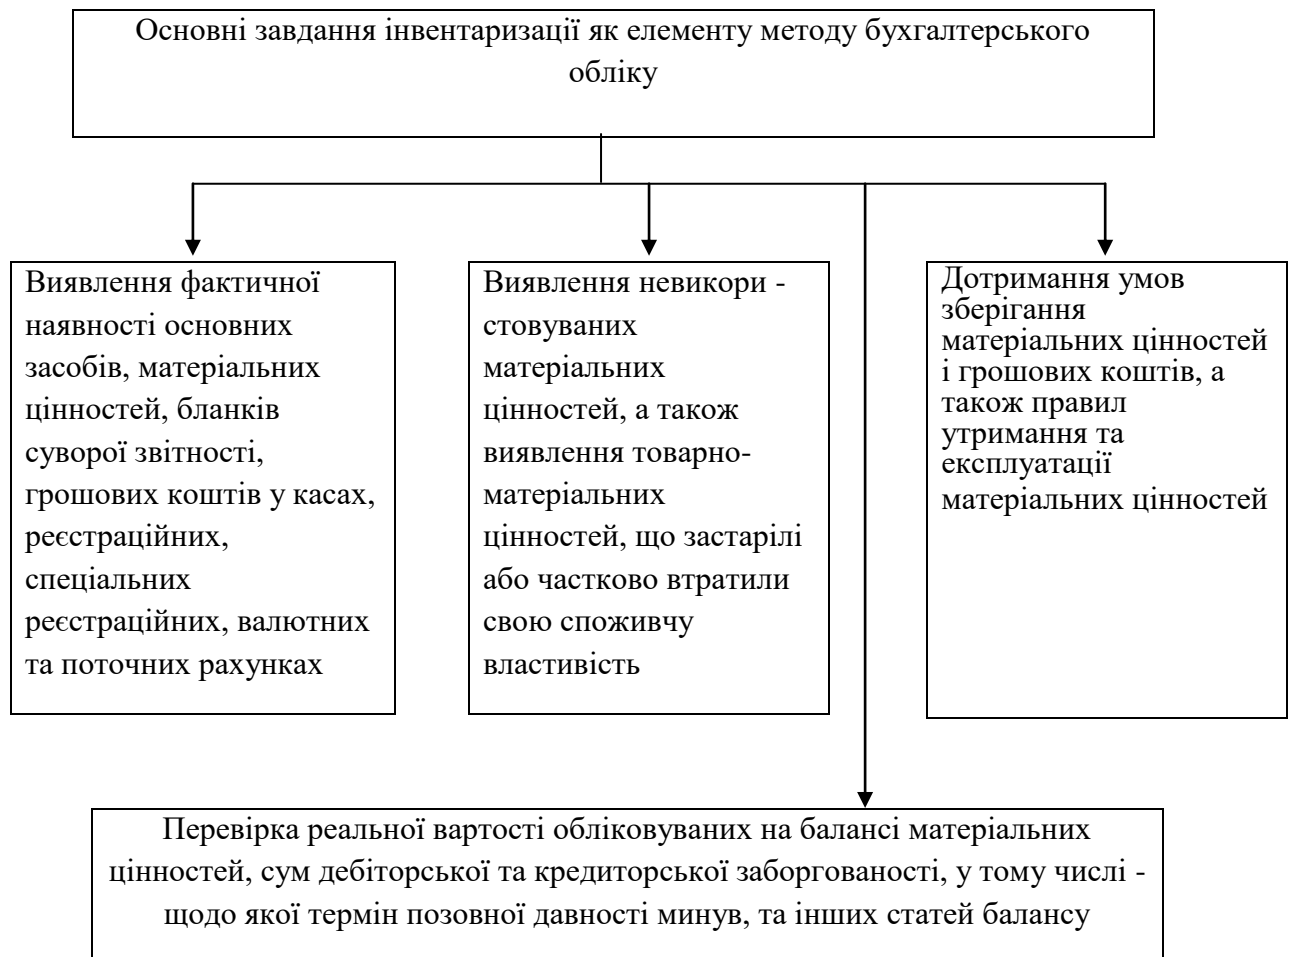 Основні завдання інвентаризації як елементу методу бухгалтерського
обліку
Виявлення фактичної
наявності основних
засобів, матеріальних
цінностей, бланків
суворої звітності,
грошових коштів у касах,
реєстраційних,
спеціальних
реєстраційних, валютних
та поточних рахунках
Виявлення невикори -
стовуваних
матеріальних
цінностей, а також
виявлення товарно-
матеріальних
цінностей, що застарілі
або частково втратили
свою споживчу
властивість
Дотримання умов
зберігання
матеріальних цінностей
і грошових коштів, а
також правил
утримання та
експлуатації
матеріальних цінностей
Перевірка реальної вартості обліковуваних на балансі матеріальних
цінностей, сум дебіторської та кредиторської заборгованості, у тому числі -
щодо якої термін позовної давності минув, та інших статей балансу